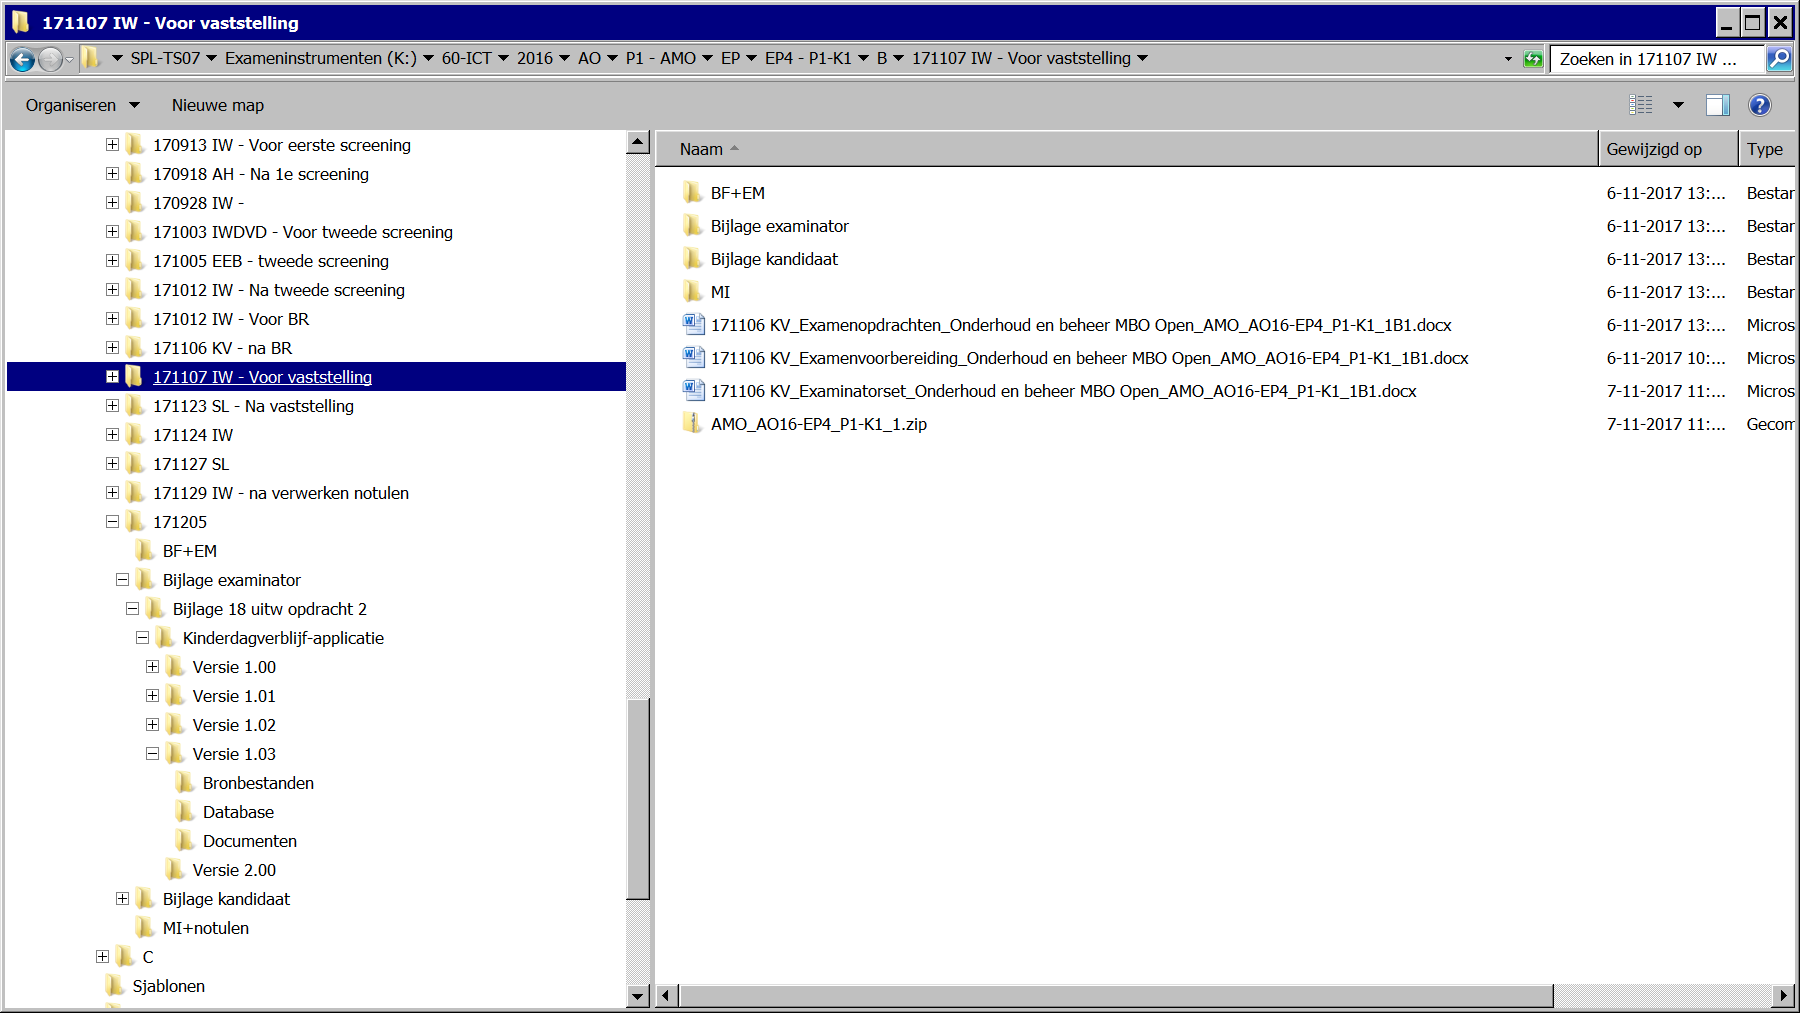 171107 IW - Voor vaststelling
SPL-TS07 Exameninstrumenten (K:) 60-ICT 2016 AO P1 - AMO EP EP4 - P1-K1 B 171107 IW - Voor vaststelling
Zoeken in 171107 IW ...
Organiseren Nieuwe map
170913 IW - Voor eerste screening
170918 AH - Na 1e screening
170928 IW -
171003 IWDVD - Voor tweede screening
171005 EEB - tweede screening
171012 IW - Na tweede screening
171012 IW - Voor BR
171106 KV - na BR
171107 IW - Voor vaststelling
171123 SL - Na vaststelling
171124 IW
171127 SL
171129 IW - na verwerken notulen
171205
BF+EM
Bijlage examinator
Bijlage 18 uitw opdracht 2
Kinderdagverblijf-applicatie
Versie 1.00
Versie 1.01
Versie 1.02
Versie 1.03
Bronbestanden
Database
Documenten
Versie 2.00
Bijlage kandidaat
MI+notulen
C
Sjablonen
Naam Gewijzigd op Type
BF+EM 6-11-2017 13:... Bestar
Bijlage examinator 6-11-2017 13:... Bestar
Bijlage kandidaat 6-11-2017 13:... Bestar
MI 6-11-2017 13:... Bestar
171106 KV_Examenopdrachten_Onderhoud en beheer MBO Open_AMO_AO16-EP4_P1-K1_1B1.docx 6-11-2017 13:... Micros
171106 KV_Examenvoorbereiding_Onderhoud en beheer MBO Open_AMO_AO16-EP4_P1-K1_1B1.docx 6-11-2017 10:... Micros
171106 KV_Examinatorset_Onderhoud en beheer MBO Open_AMO_AO16-EP4_P1-K1_1B1.docx 7-11-2017 11:... Micros
AMO_AO16-EP4_P1-K1_1.zip 7-11-2017 11:... Gecom